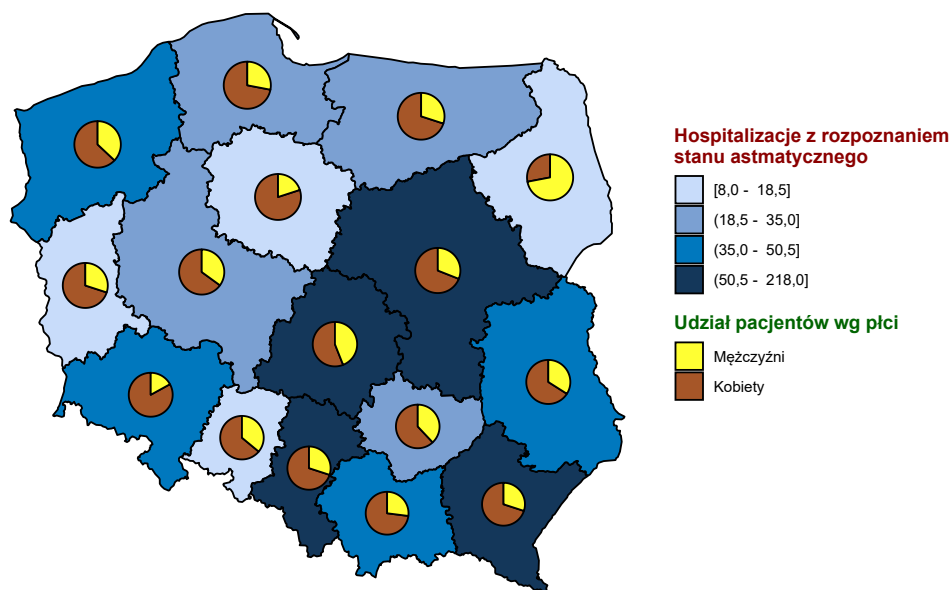 Hospitalizacje z rozpoznaniem
stanu astmatycznego
[8,0 - 18,5]
(18,5 - 35,0]
(35,0 - 50,5]
(50,5 - 218,0]
Udział pacjentów wg płci
Mężczyźni
Kobiety